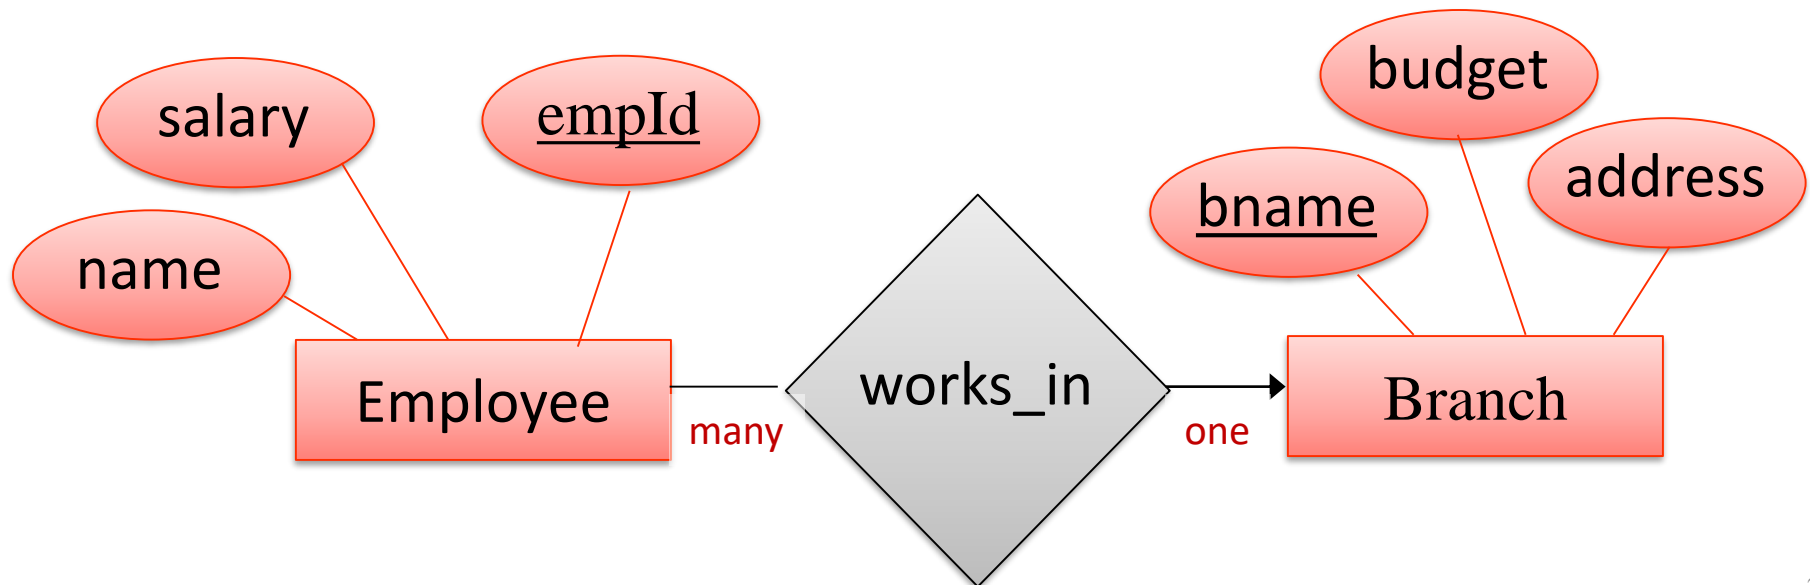 budget
salary
empId
address
bname
name
works_in
Employee
Branch
many
one